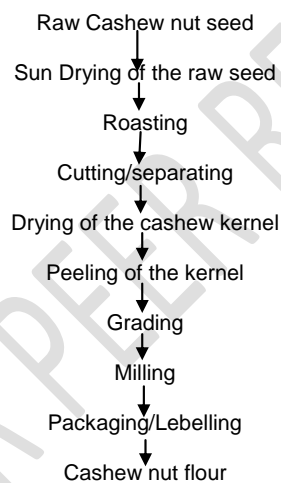 Raw Cashew nut seed
Sun Drying of the raw seed
Roasting
Cutting/separating
Drying of the cashew kernel
Peeling of the kernel
Grading
Milling
Packaging/Lebelling
Cashew nut flour